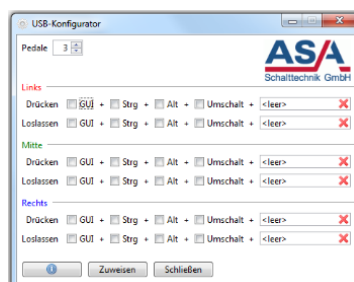 USB-Konfigurator
Pedale 3
ASA
Schalttechnik GmbH
Links
Drücken GUI + Strg + Alt + Umschalt + <leer>
Loslassen GUI + Strg + Alt + Umschalt + <leer>
Mitte
Drücken GUI + Strg + Alt + Umschalt + <leer>
Loslassen GUI + Strg + Alt + Umschalt + <leer>
Rechts
Drücken GUI + Strg + Alt + Umschalt + <leer>
Loslassen GUI + Strg + Alt + Umschalt + <leer>
Zuweisen Schließen